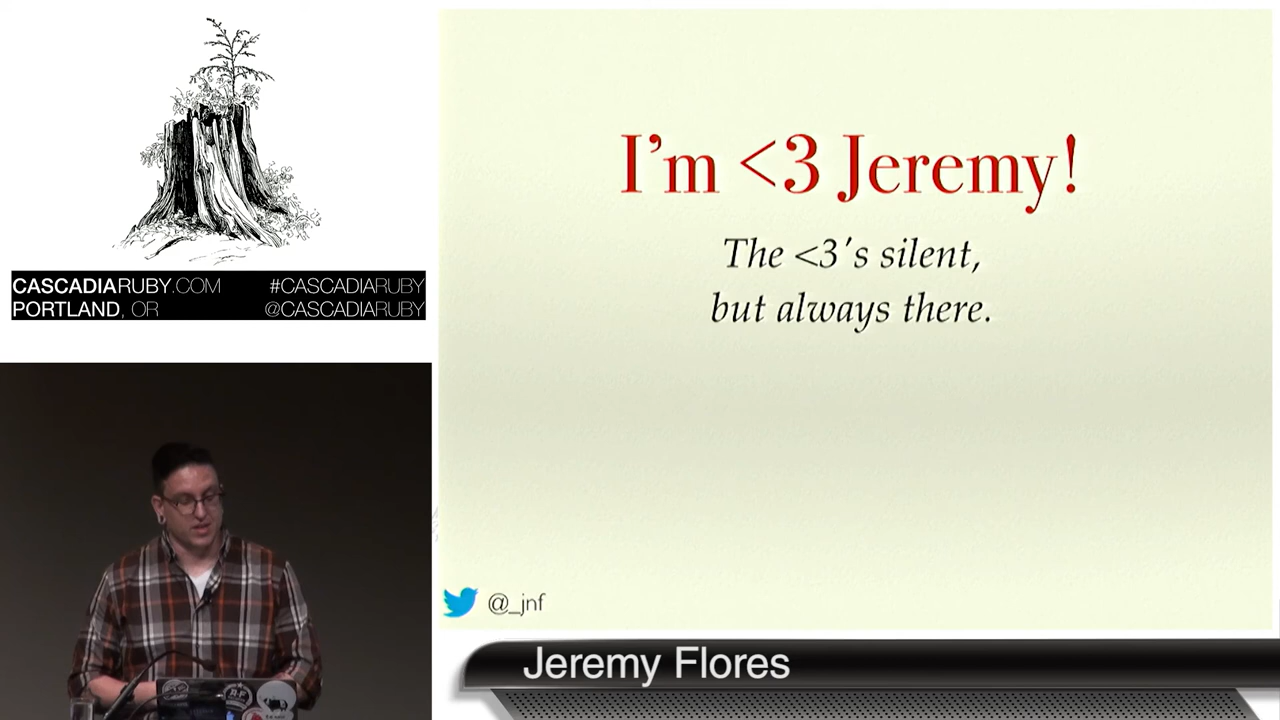 CASCADIARUBY.COM #CASCADIARUBY
PORTLAND, OR @CASCADIARUBY
I'm <3 Jeremy!
The <3's silent,
but always there.
@_jnf
Jeremy Flores